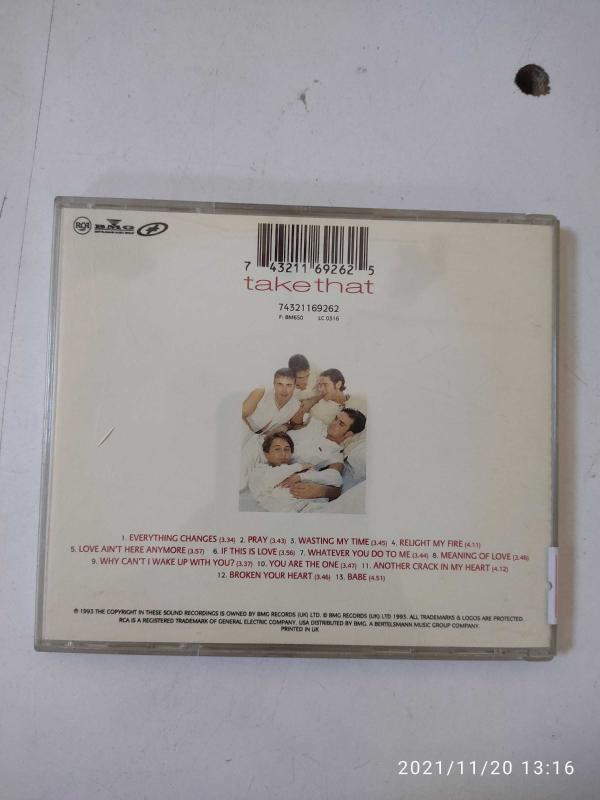 RCA BMG
7 43211 69262 5
take that
74321169262
F: BM650 LC 0316
1. EVERYTHING CHANGES (3.34) 2. PRAY (3.43) 3. WASTING MY TIME (3.45) 4. RELIGHT MY FIRE (4.11)
5. LOVE AIN'T HERE ANYMORE (3.57) 6. IF THIS IS LOVE (3.56) 7. WHATEVER YOU DO TO ME (3.44) 8. MEANING OF LOVE (3.46)
9. WHY CAN'T I WAKE UP WITH YOU? (3.37) 10. YOU ARE THE ONE (3.47) 11. ANOTHER CRACK IN MY HEART (4.12)
12. BROKEN YOUR HEART (3.46) 13. BABE (4.51)
℗ 1993 THE COPYRIGHT IN THESE SOUND RECORDINGS IS OWNED BY BMG RECORDS (UK) LTD. © BMG RECORDS (UK) LTD 1993. ALL TRADEMARKS & LOGOS ARE PROTECTED.
RCA IS A REGISTERED TRADEMARK OF GENERAL ELECTRIC COMPANY. USA DISTRIBUTED BY BMG. A BERTELSMANN MUSIC GROUP COMPANY.
PRINTED IN UK
2021/11/20 13:16